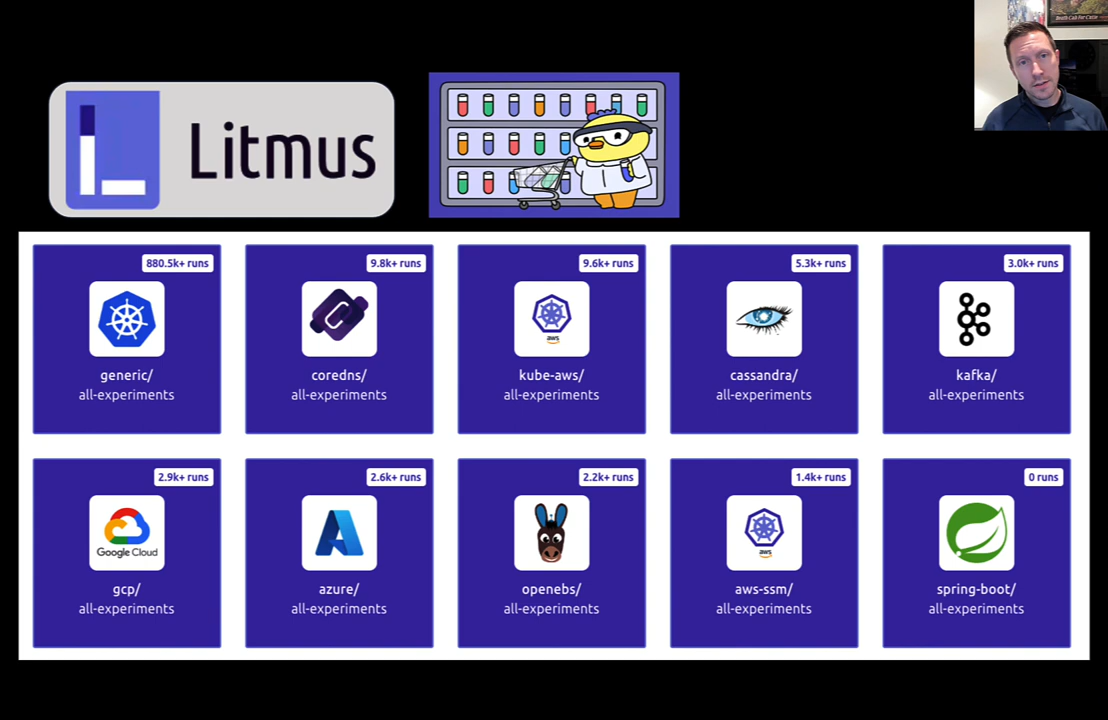 Litmus
880.5k+ runs
generic/
all-experiments
9.8k+ runs
coredns/
all-experiments
9.6k+ runs
aws
kube-aws/
all-experiments
5.3k+ runs
cassandra/
all-experiments
3.0k+ runs
kafka/
all-experiments
2.9k+ runs
Google Cloud
gcp/
all-experiments
2.6k+ runs
azure/
all-experiments
2.2k+ runs
openebs/
all-experiments
1.4k+ runs
aws
aws-ssm/
all-experiments
0 runs
spring-boot/
all-experiments